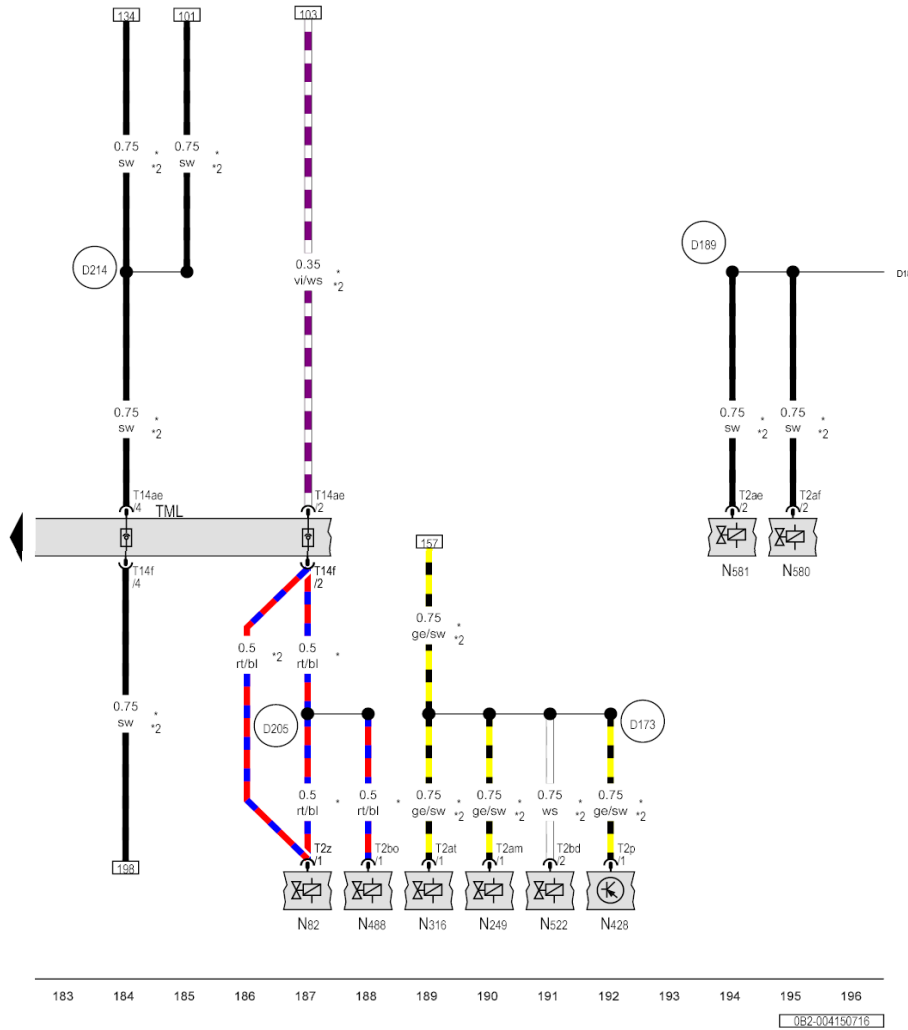 134 101 103
0.75 * 0.75 *
sw *2 sw *2
D189
D214
0.35 *
vi/ws *2
D18
0.75 * 0.75 * 0.75 *
sw *2 sw *2 sw *2
T14ae T14ae T2ae T2af
/4 /2 /2 /2
TML
157
T14f T14f N581 N580
/4 /2
0.75 *
ge/sw *2
0.5 *2 0.5 *
rt/bl rt/bl
0.75 *
sw *2
D205 D173
0.5 * 0.5 * 0.75 * 0.75 * 0.75 * 0.75 *
rt/bl rt/bl ge/sw *2 ge/sw *2 ws *2 ge/sw *2
T2z T2bo T2at T2am T2bd T2p
/1 /1 /1 /1 /2 /1
198
N82 N488 N316 N249 N522 N428
183 184 185 186 187 188 189 190 191 192 193 194 195 196
0B2-004150716